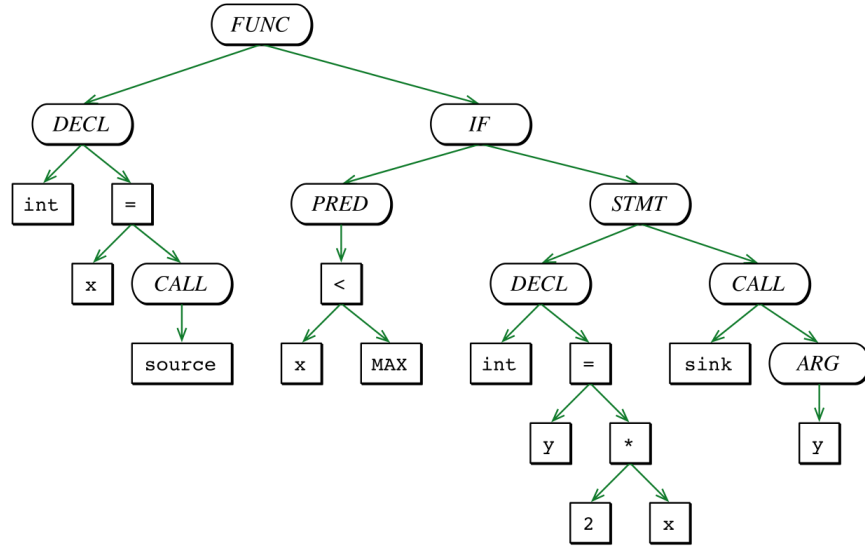 FUNC
DECL IF
int = PRED STMT
x CALL < DECL CALL
source x MAX int = sink ARG
y * y
2 x